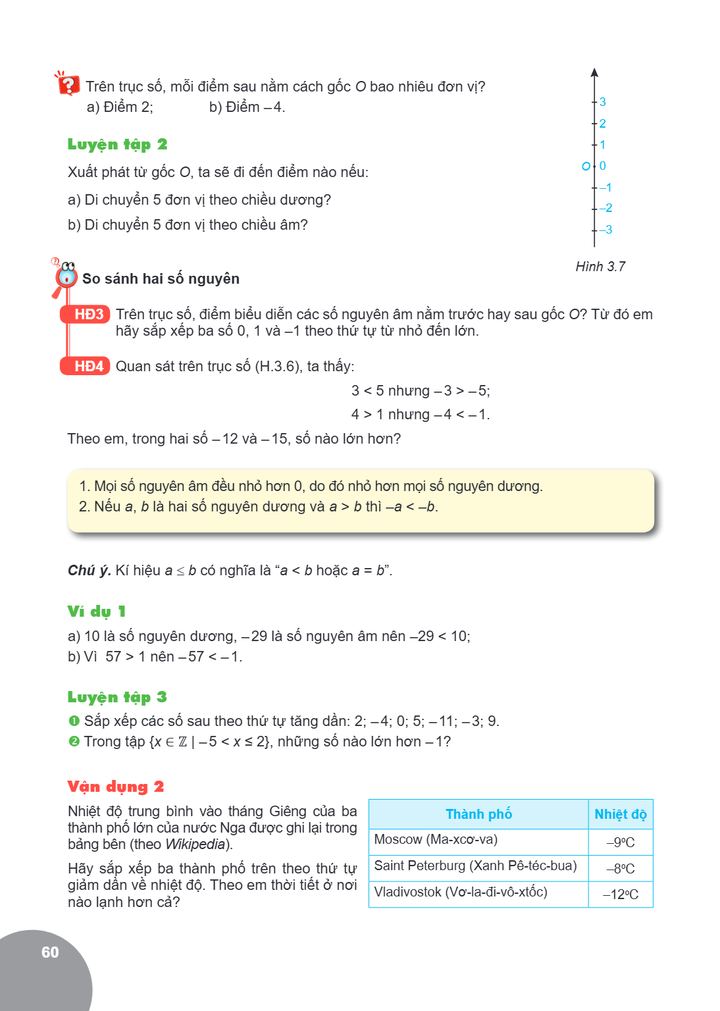 Trên trục số, mỗi điểm sau nằm cách gốc O bao nhiêu đơn vị?
a) Điểm 2; b) Điểm –4.
Luyện tập 2
Xuất phát từ gốc O, ta sẽ đi đến điểm nào nếu:
a) Di chuyển 5 đơn vị theo chiều dương?
b) Di chuyển 5 đơn vị theo chiều âm?
3
2
1
O 0
–1
–2
–3
Hình 3.7
So sánh hai số nguyên
HĐ3 Trên trục số, điểm biểu diễn các số nguyên âm nằm trước hay sau gốc O? Từ đó em
hãy sắp xếp ba số 0, 1 và –1 theo thứ tự từ nhỏ đến lớn.
HĐ4 Quan sát trên trục số (H.3.6), ta thấy:
3 < 5 nhưng –3 > –5;
4 > 1 nhưng –4 < –1.
Theo em, trong hai số –12 và –15, số nào lớn hơn?
1. Mọi số nguyên âm đều nhỏ hơn 0, do đó nhỏ hơn mọi số nguyên dương.
2. Nếu a, b là hai số nguyên dương và a > b thì –a < –b.
Chú ý. Kí hiệu a ≤ b có nghĩa là “a < b hoặc a = b”.
Ví dụ 1
a) 10 là số nguyên dương, –29 là số nguyên âm nên –29 < 10;
b) Vì 57 > 1 nên –57 < –1.
Luyện tập 3
❶ Sắp xếp các số sau theo thứ tự tăng dần: 2; –4; 0; 5; –11; –3; 9.
❷ Trong tập {x ∈ ℤ | –5 < x ≤ 2}, những số nào lớn hơn –1?
Vận dụng 2
Nhiệt độ trung bình vào tháng Giêng của ba
thành phố lớn của nước Nga được ghi lại trong
bảng bên (theo Wikipedia).
Hãy sắp xếp ba thành phố trên theo thứ tự
giảm dần về nhiệt độ. Theo em thời tiết ở nơi
nào lạnh hơn cả?
Thành phố Nhiệt độ
Moscow (Ma-xcơ-va) –9ºC
Saint Peterburg (Xanh Pê-téc-bua) –8ºC
Vladivostok (Vơ-la-đi-vô-xtốc) –12ºC
60